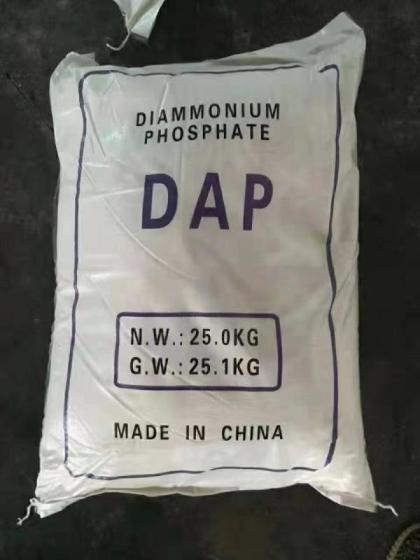 DIAMMONIUM
PHOSPHATE
DAP
N.W.: 25.0KG
G.W.: 25.1KG
MADE IN CHINA